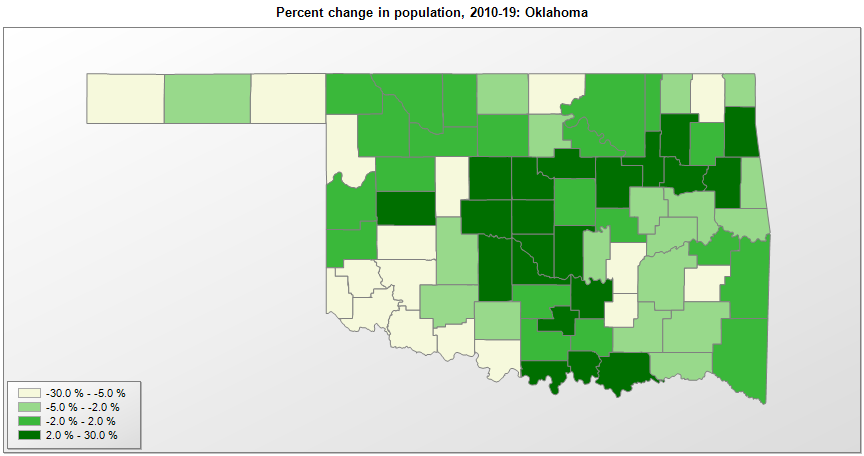 Percent change in population, 2010-19: Oklahoma
-30.0 % - -5.0 %
-5.0 % - -2.0 %
-2.0 % - 2.0 %
2.0 % - 30.0 %